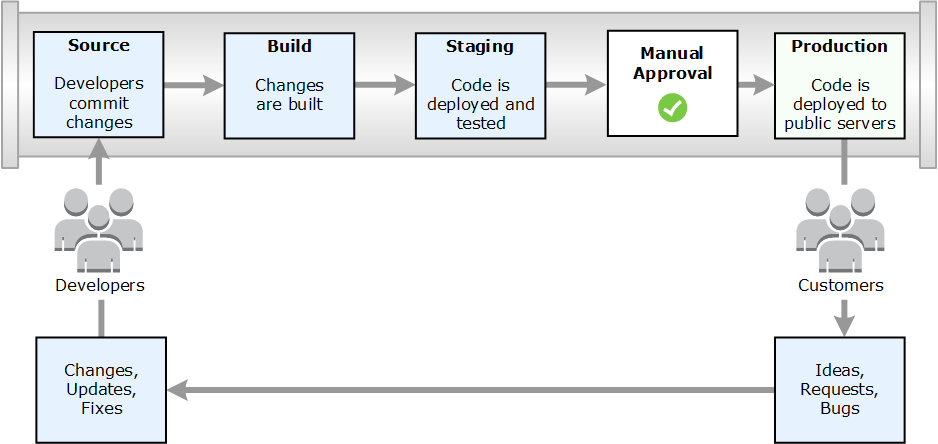 Source
Developers
commit
changes
Build
Changes
are built
Staging
Code is
deployed and
tested
Manual
Approval
Production
Code is
deployed to
public servers
Developers
Customers
Changes,
Updates,
Fixes
Ideas,
Requests,
Bugs